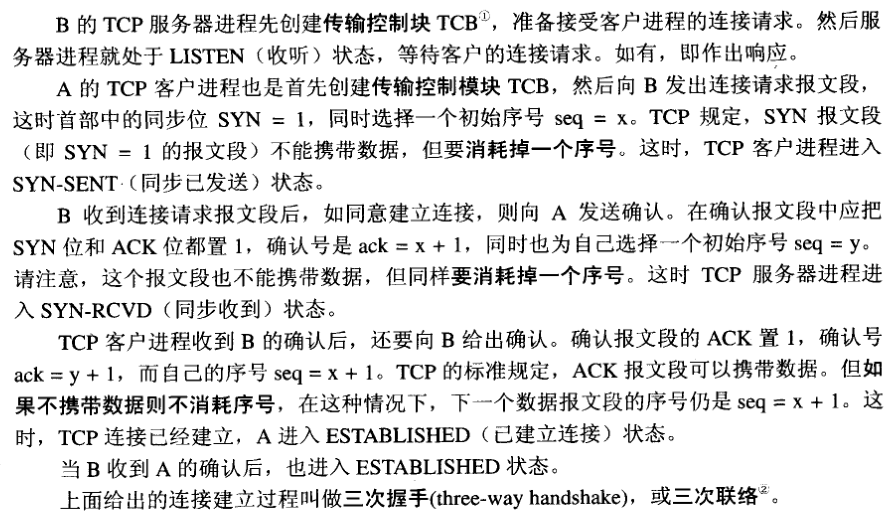 B 的 TCP 服务器进程先创建传输控制块 TCB①，准备接受客户进程的连接请求。然后服
务器进程就处于 LISTEN（收听）状态，等待客户的连接请求。如有，即作出响应。
A 的 TCP 客户进程也是首先创建传输控制模块 TCB，然后向 B 发出连接请求报文段，
这时首部中的同步位 SYN = 1，同时选择一个初始序号 seq = x。TCP 规定，SYN 报文段
（即 SYN = 1 的报文段）不能携带数据，但要消耗掉一个序号。这时，TCP 客户进程进入
SYN-SENT（同步已发送）状态。
B 收到连接请求报文段后，如同意建立连接，则向 A 发送确认。在确认报文段中应把
SYN 位和 ACK 位都置 1，确认号是 ack = x + 1，同时也为自己选择一个初始序号 seq = y。
请注意，这个报文段也不能携带数据，但同样要消耗掉一个序号。这时 TCP 服务器进程进
入 SYN-RCVD（同步收到）状态。
TCP 客户进程收到 B 的确认后，还要向 B 给出确认。确认报文段的 ACK 置 1，确认号
ack = y + 1，而自己的序号 seq = x + 1。TCP 的标准规定，ACK 报文段可以携带数据。但如
果不携带数据则不消耗序号，在这种情况下，下一个数据报文段的序号仍是 seq = x + 1。这
时，TCP 连接已经建立，A 进入 ESTABLISHED（已建立连接）状态。
当 B 收到 A 的确认后，也进入 ESTABLISHED 状态。
上面给出的连接建立过程叫做三次握手(three-way handshake)，或三次联络②。